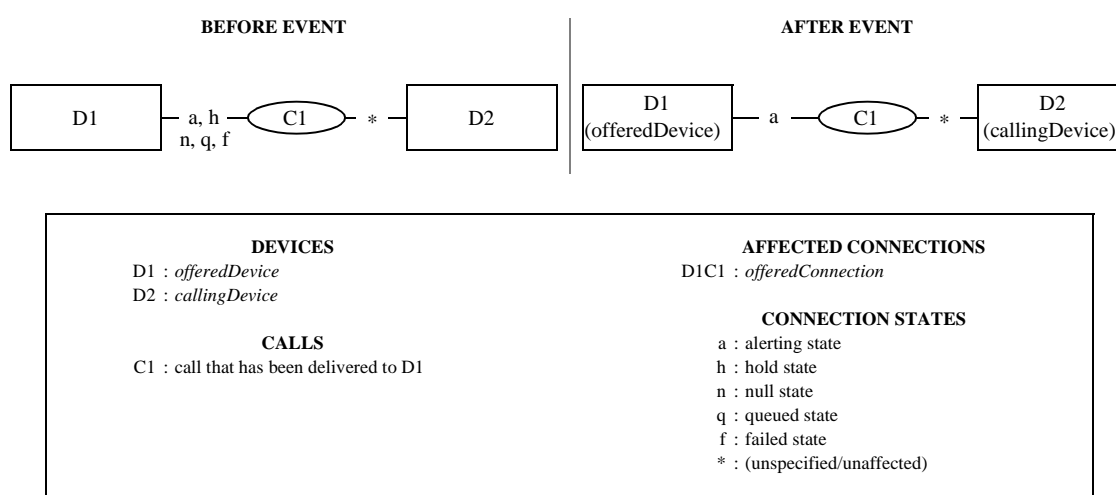 BEFORE EVENT
AFTER EVENT
D1
a, h
n, q, f
C1
*
D2
D1
(offeredDevice)
a
C1
*
D2
(callingDevice)
DEVICES
D1 : offeredDevice
D2 : callingDevice
CALLS
C1 : call that has been delivered to D1
AFFECTED CONNECTIONS
D1C1 : offeredConnection
CONNECTION STATES
a : alerting state
h : hold state
n : null state
q : queued state
f : failed state
* : (unspecified/unaffected)